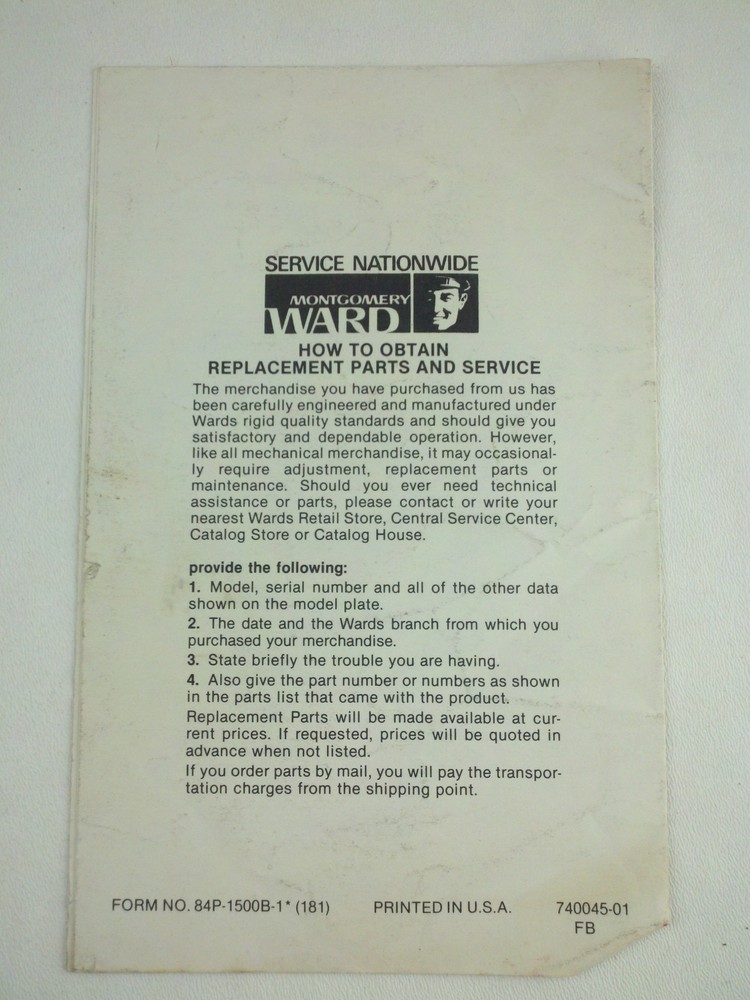 SERVICE NATIONWIDE
MONTGOMERY
WARD
HOW TO OBTAIN
REPLACEMENT PARTS AND SERVICE
The merchandise you have purchased from us has
been carefully engineered and manufactured under
Wards rigid quality standards and should give you
satisfactory and dependable operation. However,
like all mechanical merchandise, it may occasional-
ly require adjustment, replacement parts or
maintenance. Should you ever need technical
assistance or parts, please contact or write your
nearest Wards Retail Store, Central Service Center,
Catalog Store or Catalog House.
provide the following:
1. Model, serial number and all of the other data
shown on the model plate.
2. The date and the Wards branch from which you
purchased your merchandise.
3. State briefly the trouble you are having.
4. Also give the part number or numbers as shown
in the parts list that came with the product.
Replacement Parts will be made available at cur-
rent prices. If requested, prices will be quoted in
advance when not listed.
If you order parts by mail, you will pay the transpor-
tation charges from the shipping point.
FORM NO. 84P-1500B-1* (181) PRINTED IN U.S.A. 740045-01
FB